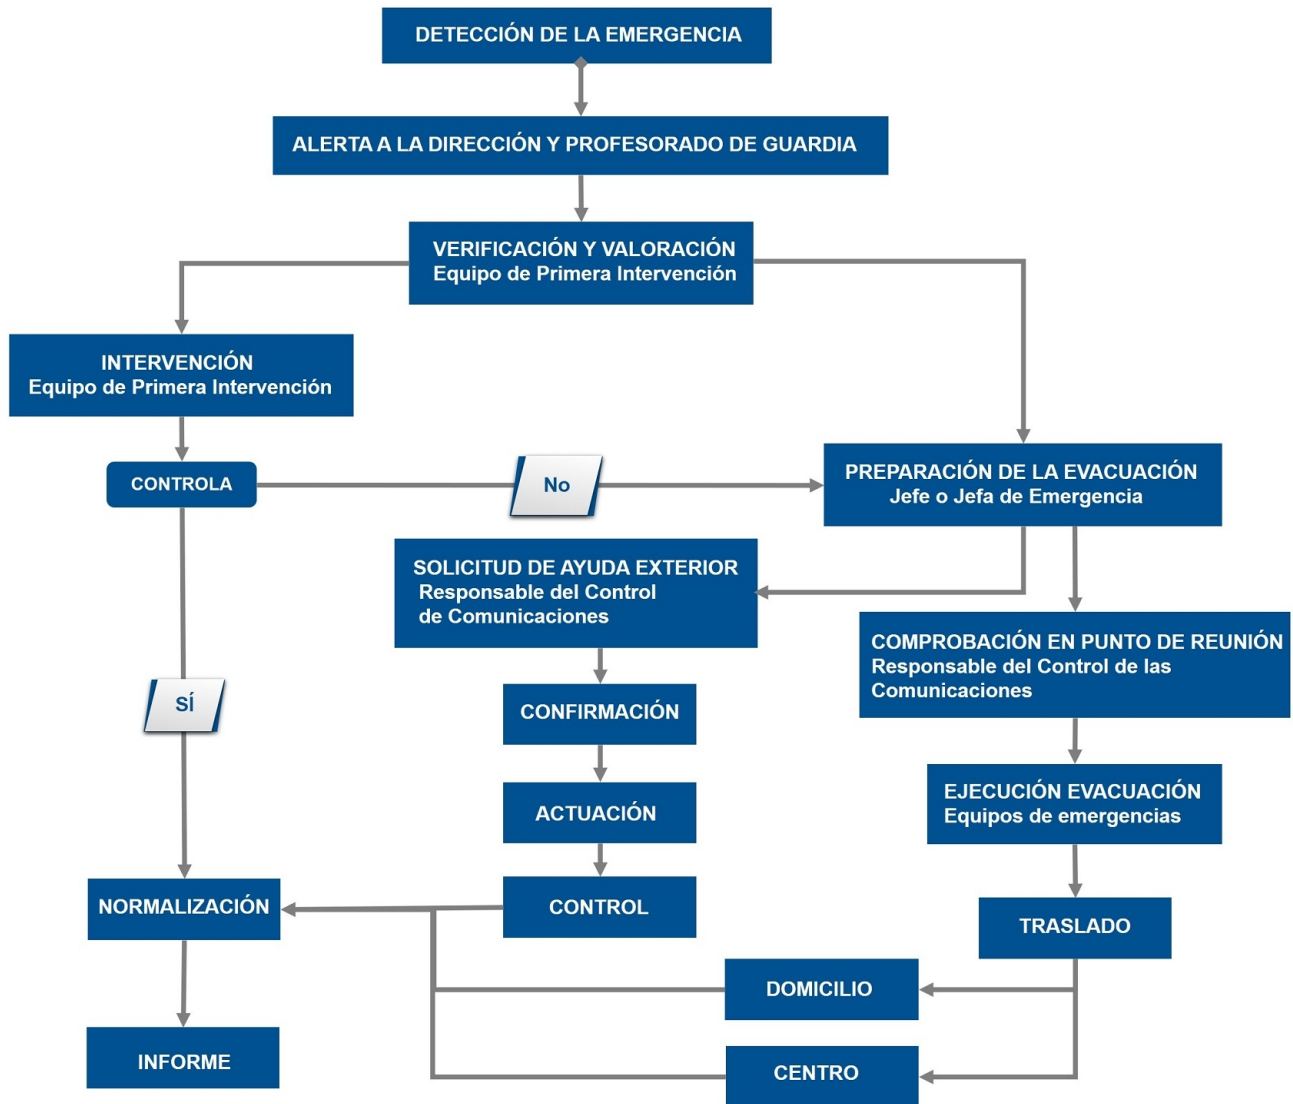 DETECCIÓN DE LA EMERGENCIA
ALERTA A LA DIRECCIÓN Y PROFESORADO DE GUARDIA
VERIFICACIÓN Y VALORACIÓN
Equipo de Primera Intervención
INTERVENCIÓN
Equipo de Primera Intervención
CONTROLA
No
PREPARACIÓN DE LA EVACUACIÓN
Jefe o Jefa de Emergencia
SOLICITUD DE AYUDA EXTERIOR
Responsable del Control
de Comunicaciones
COMPROBACIÓN EN PUNTO DE REUNIÓN
Responsable del Control de las
Comunicaciones
SÍ
CONFIRMACIÓN
EJECUCIÓN EVACUACIÓN
Equipos de emergencias
ACTUACIÓN
NORMALIZACIÓN
CONTROL
TRASLADO
DOMICILIO
INFORME
CENTRO